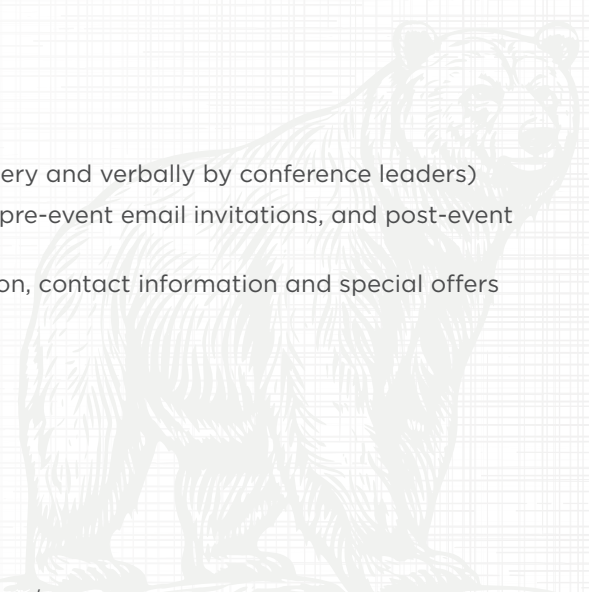 ery and verbally by conference leaders)
pre-event email invitations, and post-event
on, contact information and special offers